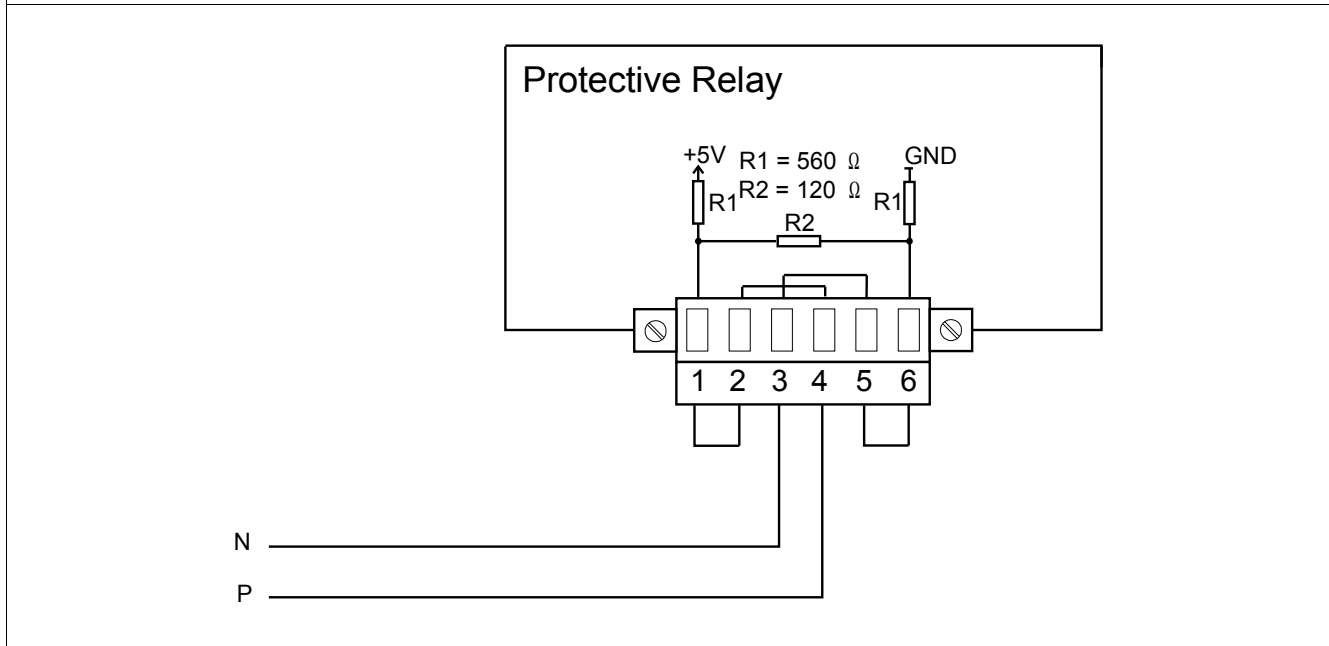 Protective Relay
+5V R1 = 560 Ω GND
R1 R2 = 120 Ω R1
R2
1 2 3 4 5 6
N
P